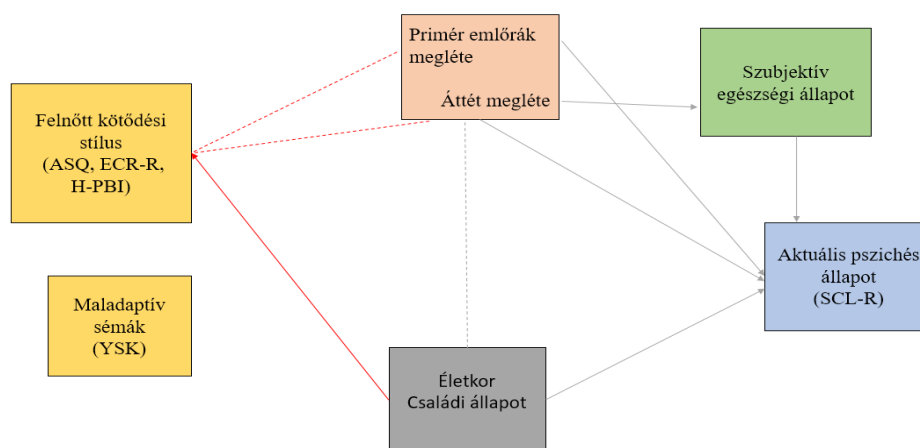 Primér emlőrák
megléte
Áttét megléte
Szubjektív
egészségi állapot
Felnőtt kötődési
stílus
(ASQ, ECR-R,
H-PBI)
Aktuális pszichés
állapot
(SCL-R)
Maladaptív
sémák
(YSK)
Életkor
Családi állapot